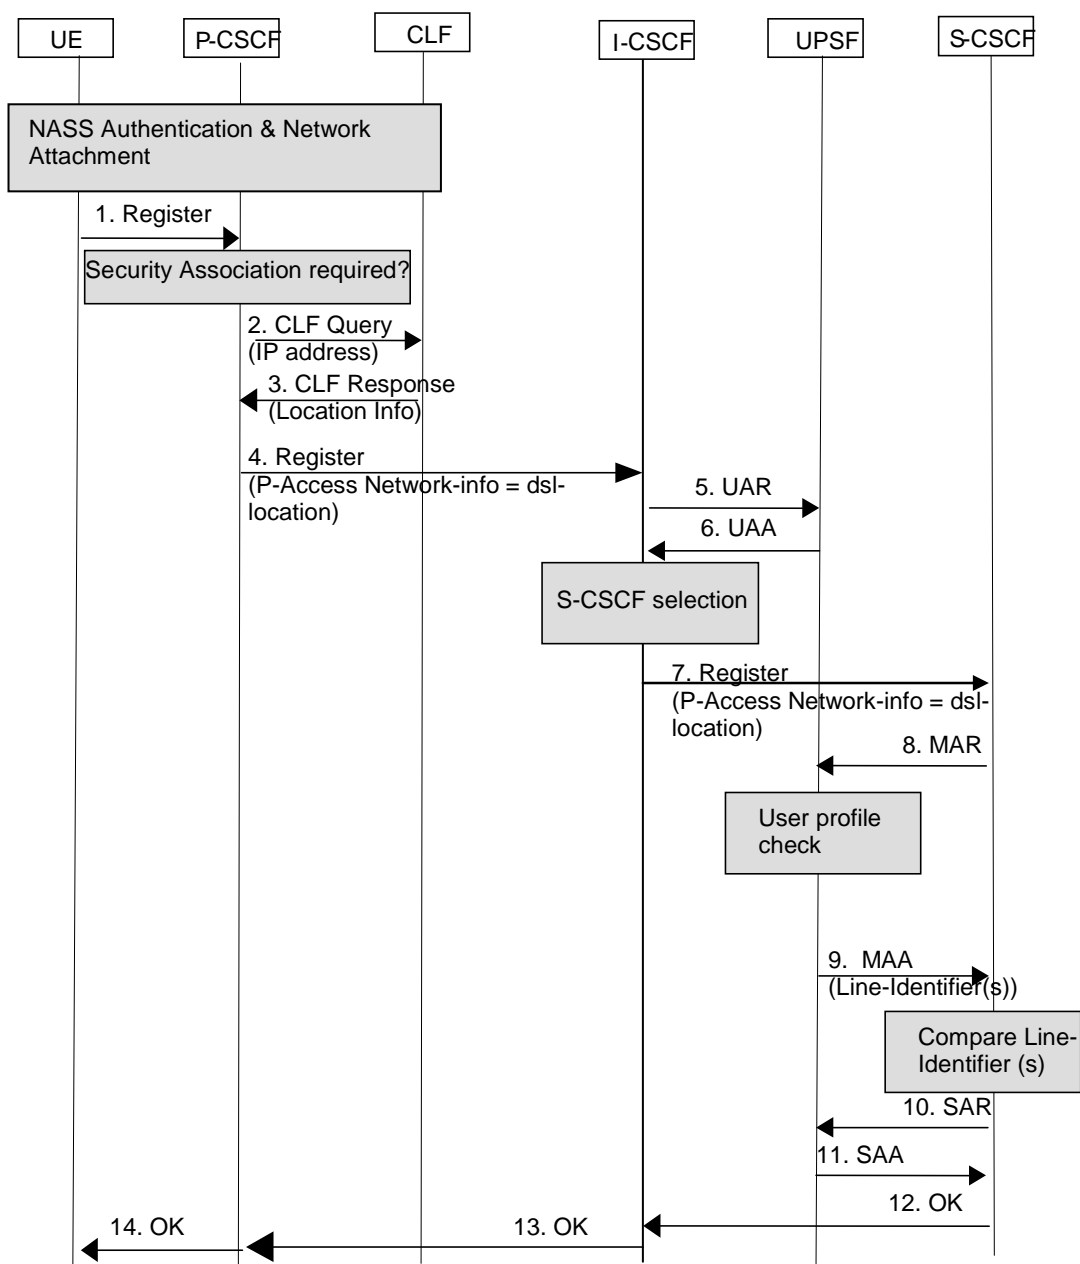 UE
P-CSCF
CLF
I-CSCF
UPSF
S-CSCF
NASS Authentication & Network
Attachment
1. Register
Security Association required?
2. CLF Query
(IP address)
3. CLF Response
(Location Info)
4. Register
(P-Access Network-info = dsl-
location)
5. UAR
6. UAA
S-CSCF selection
7. Register
(P-Access Network-info = dsl-
location)
8. MAR
User profile
check
9. MAA
(Line-Identifier(s))
Compare Line-
Identifier (s)
10. SAR
11. SAA
12. OK
13. OK
14. OK